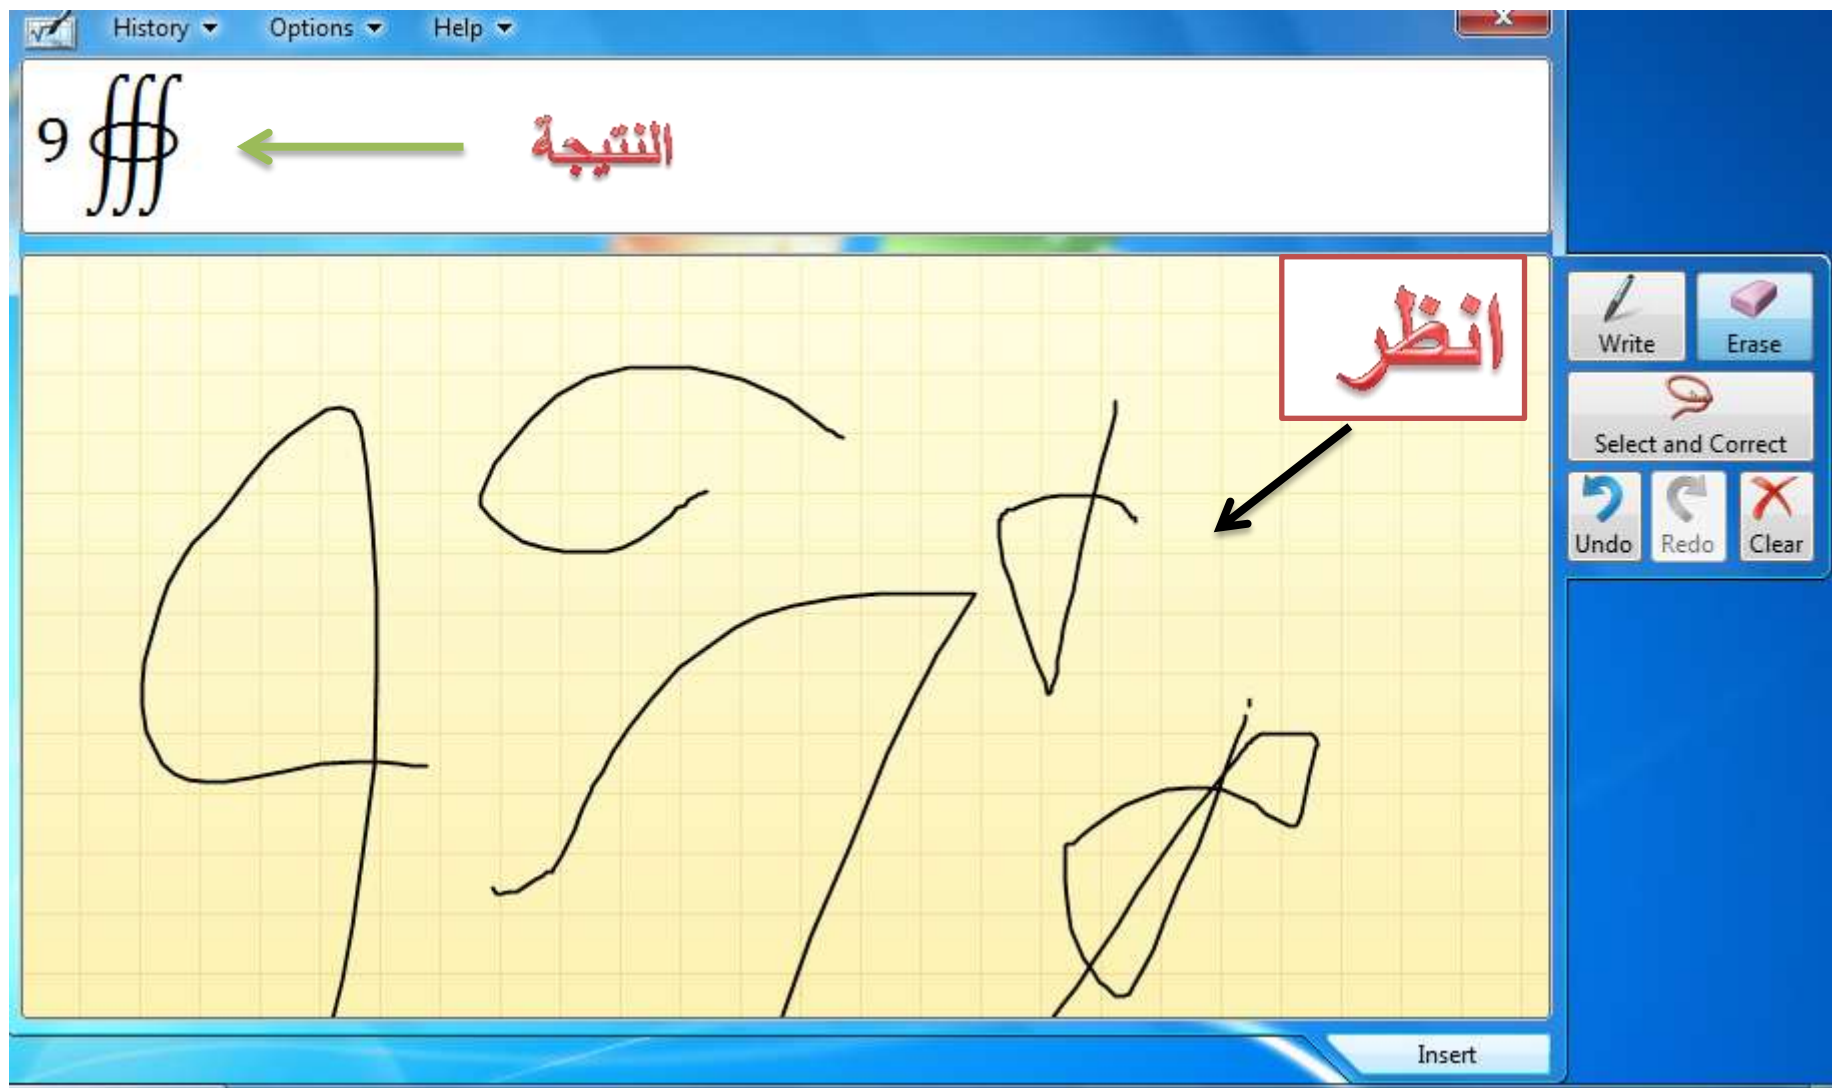 History Options Help x
9 ∰ النتيجة
انظر
Write Erase
Select and Correct
Undo Redo Clear
Insert